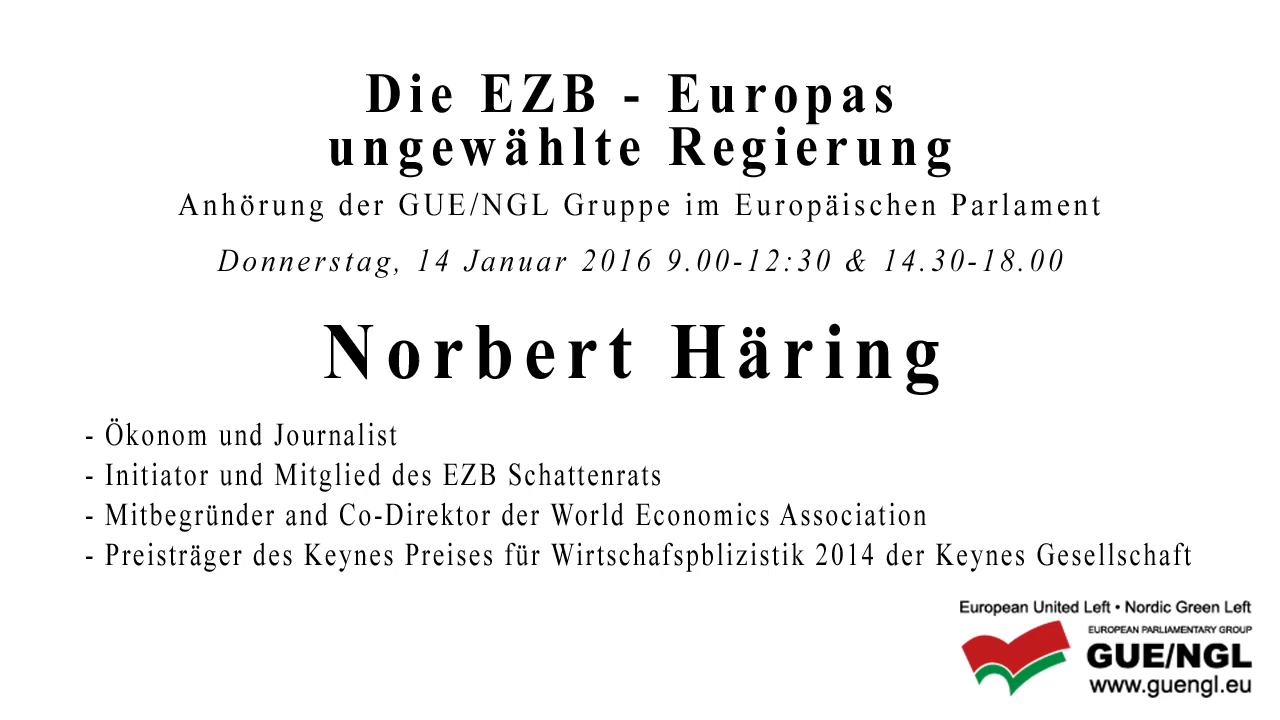 Die EZB - Europas
ungewählte Regierung
Anhörung der GUE/NGL Gruppe im Europäischen Parlament
Donnerstag, 14 Januar 2016 9.00-12:30 & 14.30-18.00
Norbert Häring
- Ökonom und Journalist
- Initiator und Mitglied des EZB Schattenrats
- Mitbegründer and Co-Direktor der World Economics Association
- Preisträger des Keynes Preises für Wirtschafspblizistik 2014 der Keynes Gesellschaft
European United Left • Nordic Green Left
EUROPEAN PARLIAMENTARY GROUP
GUE/NGL
www.guengl.eu